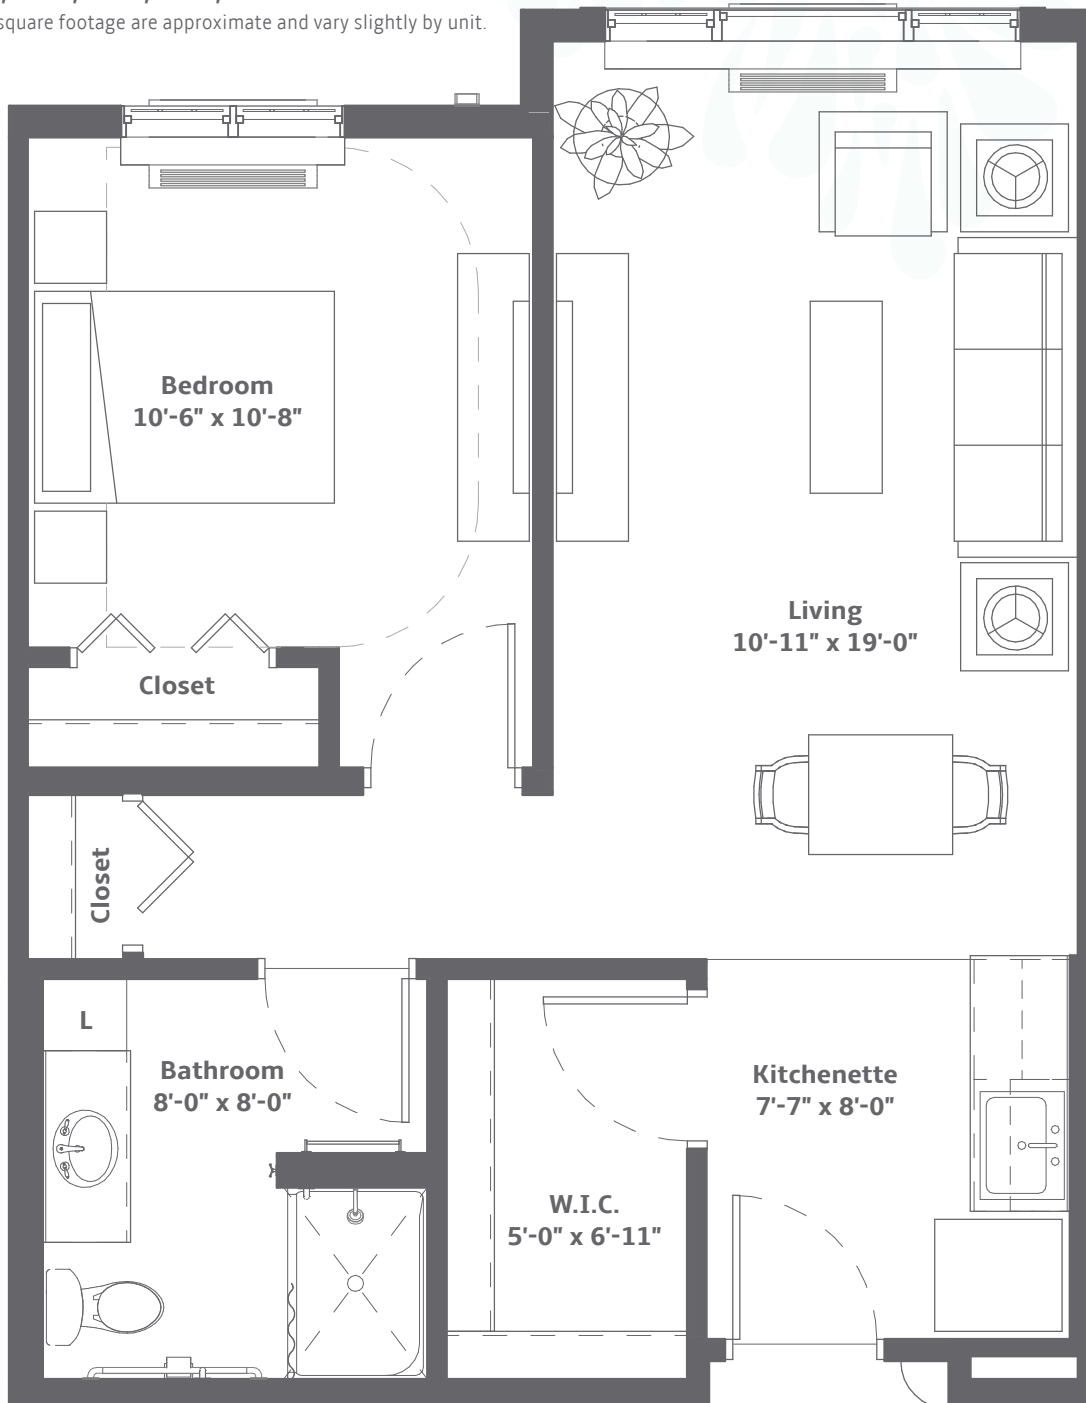 square footage are approximate and vary slightly by unit.
Bedroom
10'-6" x 10'-8"
Living
10'-11" x 19'-0"
Closet
Closet
L
Bathroom
8'-0" x 8'-0"
Kitchenette
7'-7" x 8'-0"
W.I.C.
5'-0" x 6'-11"